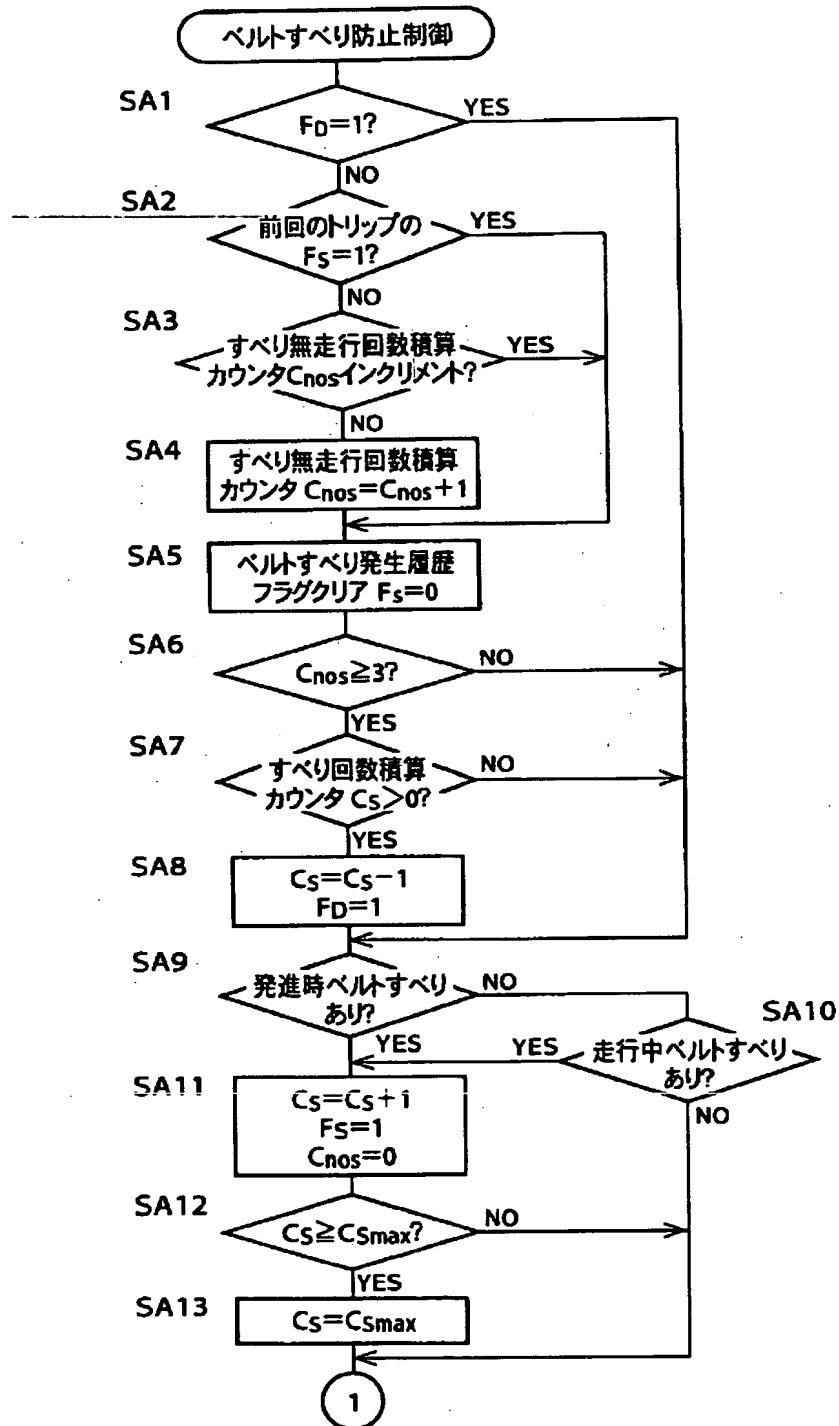 ベルトすべり防止制御
SA1
FD=1?
YES
NO
SA2
前回のトリップの
FS=1?
YES
NO
SA3
すべり無走行回数積算
カウンタCnosインクリメント?
YES
NO
SA4
すべり無走行回数積算
カウンタ Cnos=Cnos+1
SA5
ベルトすべり発生履歴
フラグクリア Fs=0
SA6
Cnos≧3?
NO
YES
SA7
すべり回数積算
カウンタ CS>0?
NO
YES
SA8
CS=CS-1
FD=1
SA9
発進時ベルトすべり
あり?
NO
YES
SA10
走行中ベルトすべり
あり?
YES
NO
SA11
CS=CS+1
FS=1
Cnos=0
SA12
CS≧CSmax?
NO
YES
SA13
CS=CSmax
1